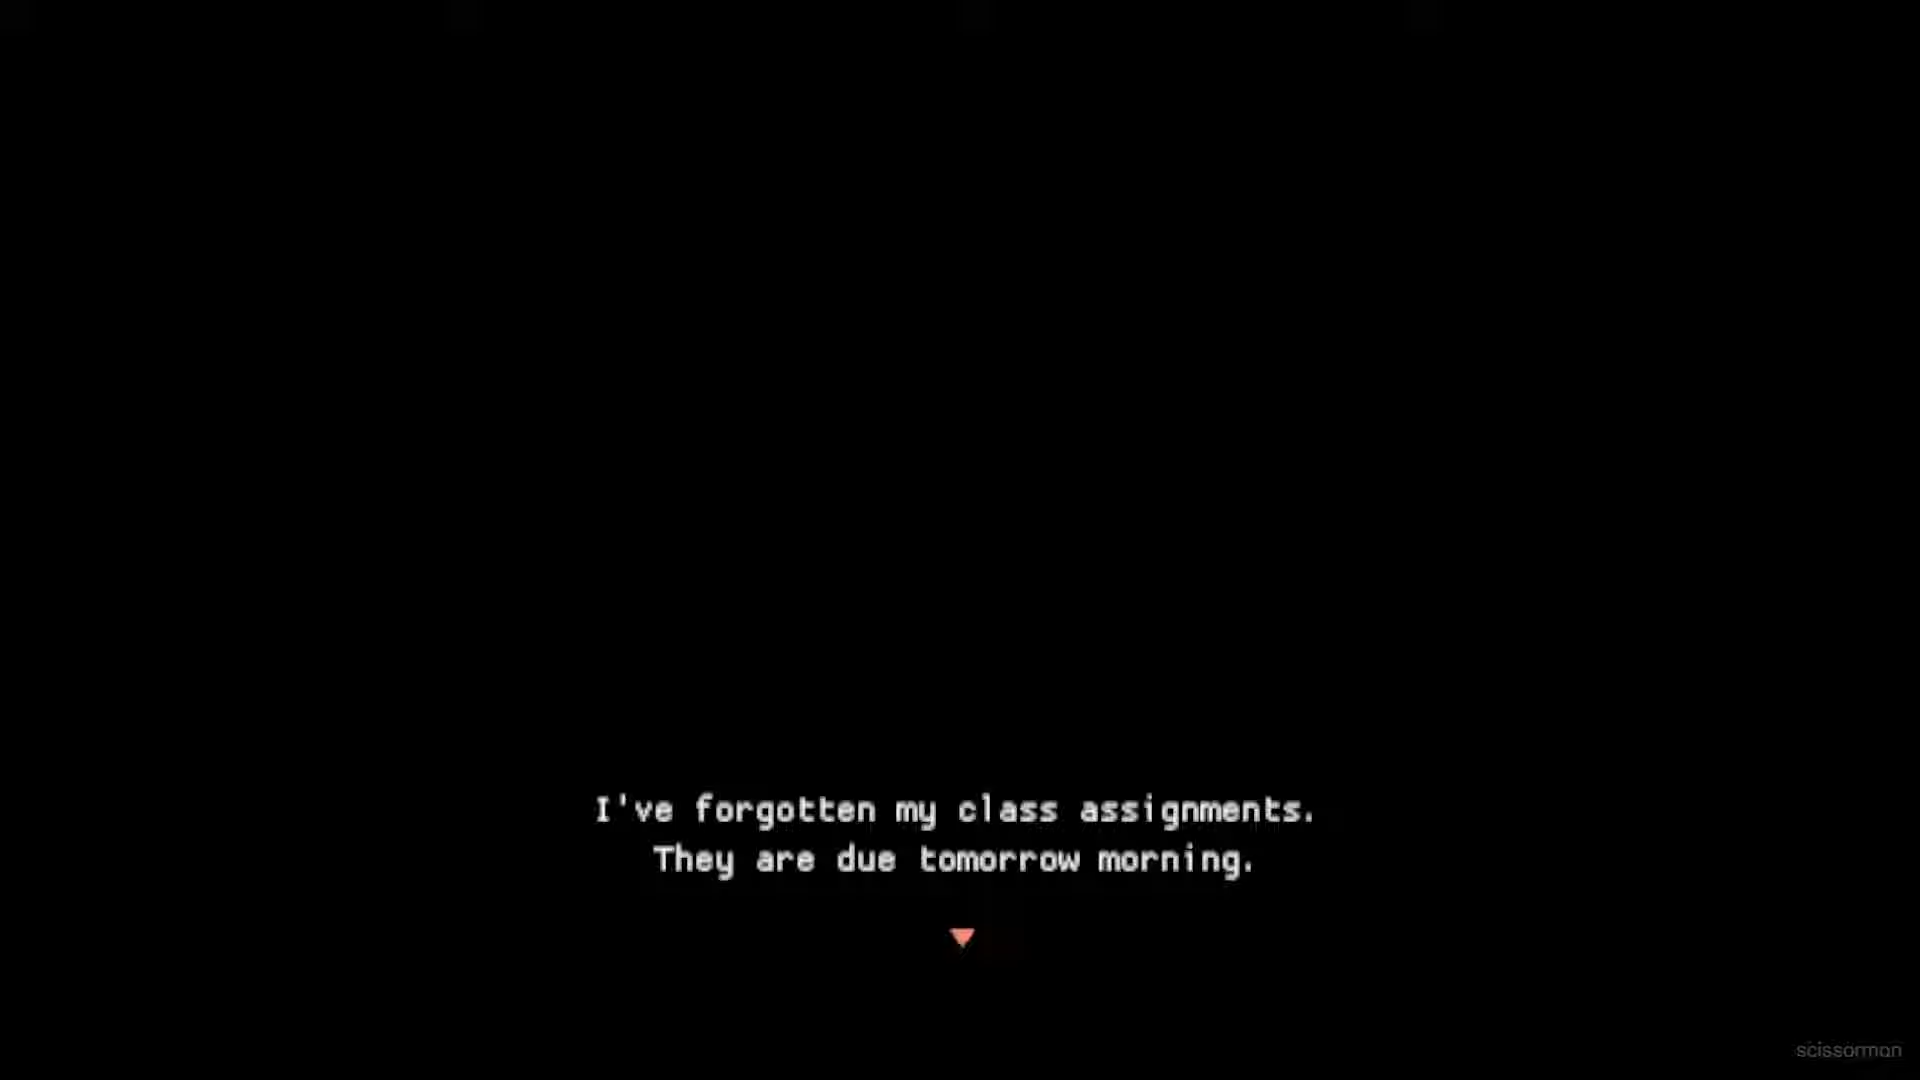 I've forgotten my class assignments.
They are due tomorrow morning.
scissorman